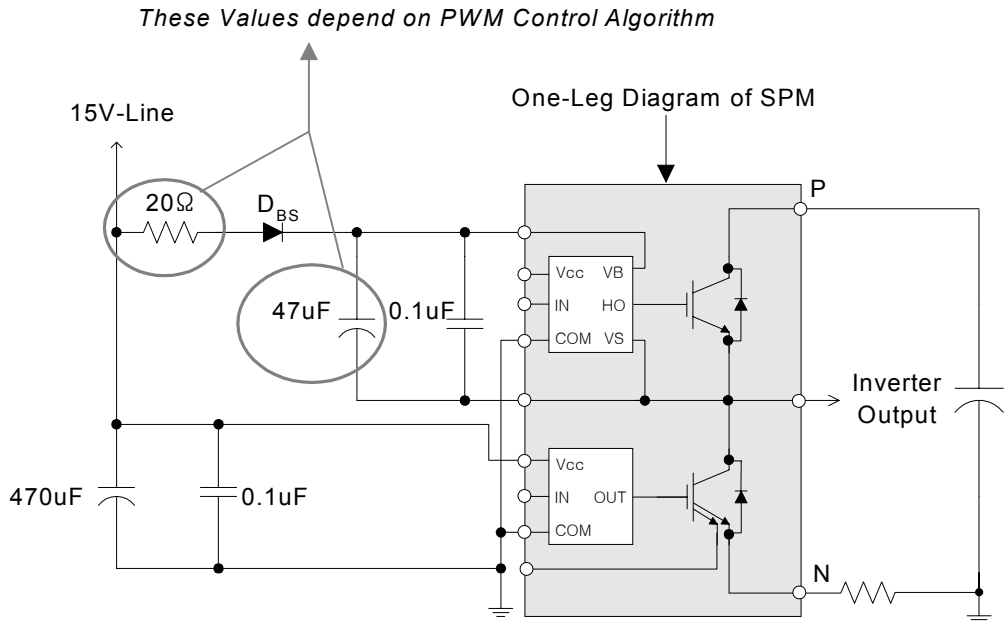 These Values depend on PWM Control Algorithm
One-Leg Diagram of SPM
15V-Line
P
20Ω
DBS
Vcc
VB
IN
HO
COM
VS
47uF
0.1uF
Inverter
Output
Vcc
IN
OUT
COM
470uF
0.1uF
N